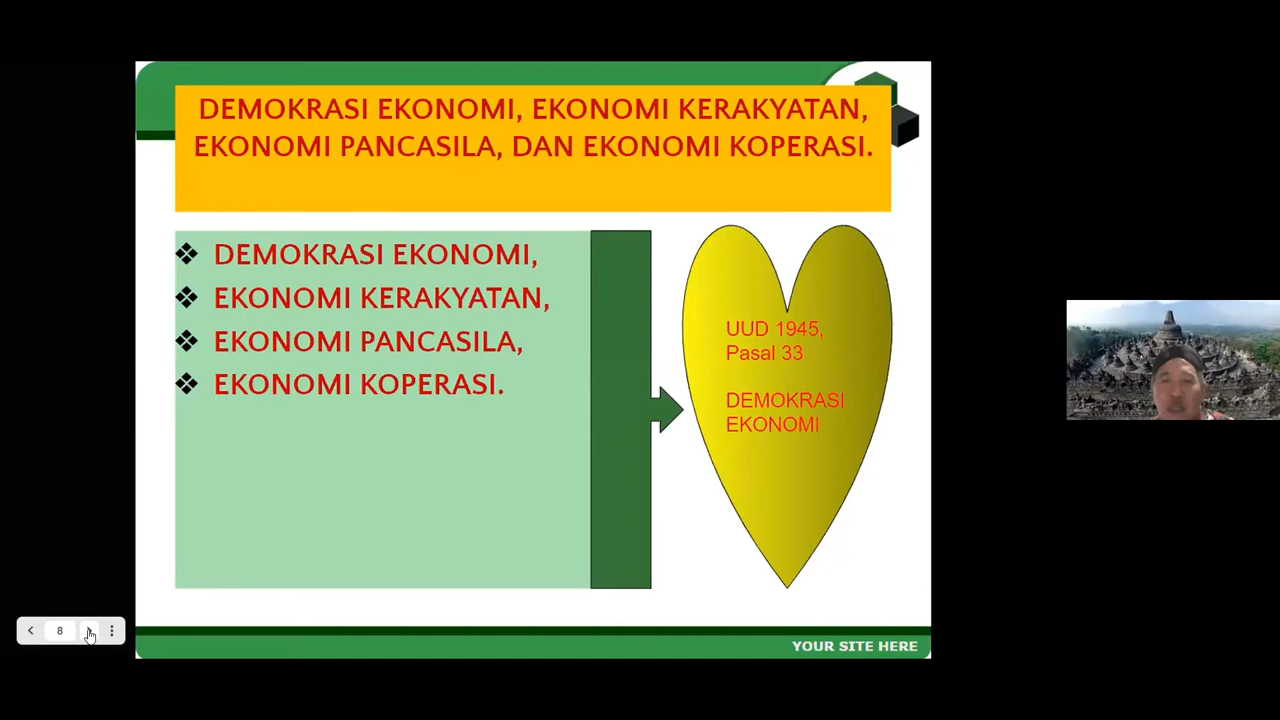 DEMOKRASI EKONOMI, EKONOMI KERAKYATAN,
EKONOMI PANCASILA, DAN EKONOMI KOPERASI.
DEMOKRASI EKONOMI,
EKONOMI KERAKYATAN,
EKONOMI PANCASILA,
EKONOMI KOPERASI.
UUD 1945,
Pasal 33
DEMOKRASI
EKONOMI
8
YOUR SITE HERE